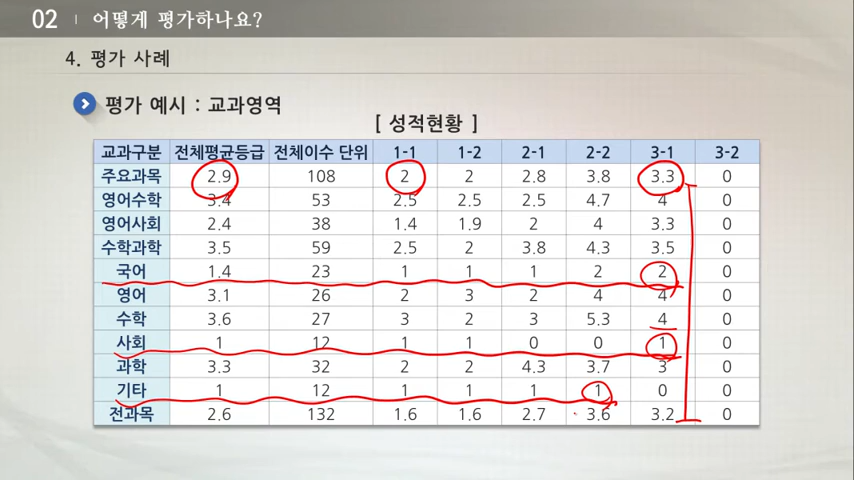 02 | 어떻게 평가하나요?
4. 평가 사례
평가 예시 : 교과영역
[ 성적현황 ]
교과구분 전체평균등급 전체이수 단위 1-1 1-2 2-1 2-2 3-1 3-2
주요과목 2.9 108 2 2 2.8 3.8 3.3 0
영어수학 3.4 53 2.5 2.5 2.5 4.7 4 0
영어사회 2.4 38 1.4 1.9 2 4 3.3 0
수학과학 3.5 59 2.5 2 3.8 4.3 3.5 0
국어 1.4 23 1 1 1 2 2 0
영어 3.1 26 2 3 2 4 4 0
수학 3.6 27 3 2 3 5.3 4 0
사회 1 12 1 1 0 0 1 0
과학 3.3 32 2 2 4.3 3.7 3 0
기타 1 12 1 1 1 1 0 0
전과목 2.6 132 1.6 1.6 2.7 3.6 3.2 0